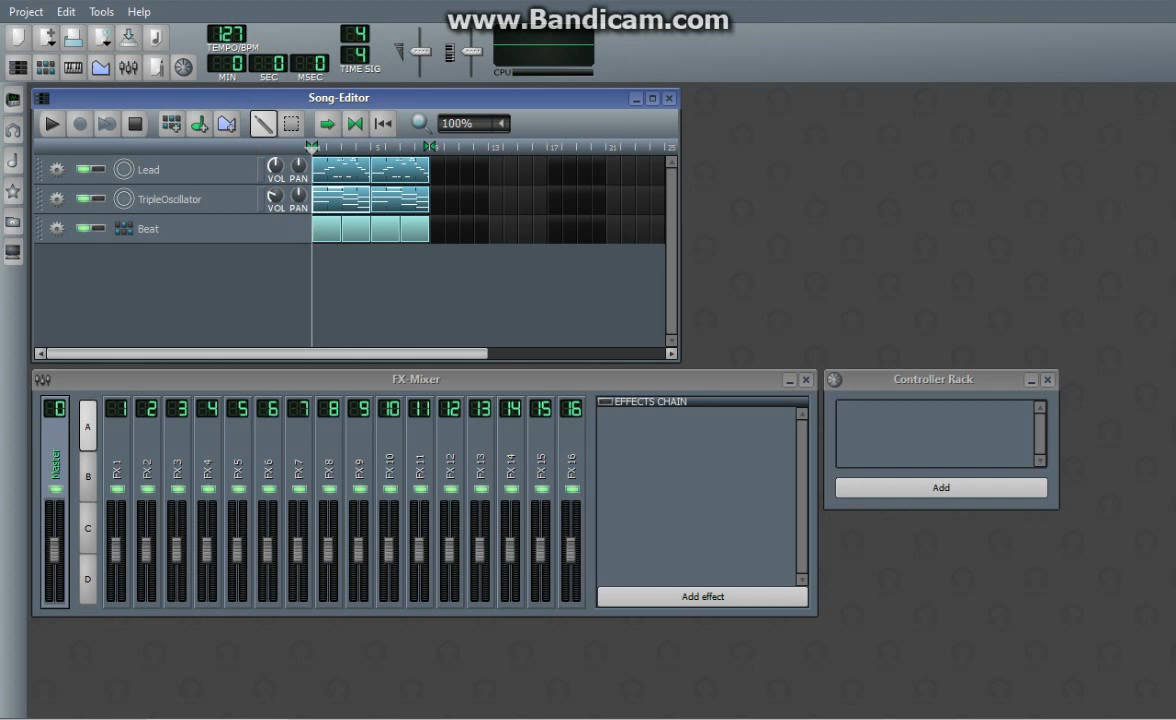 www.Bandicam.com
Project Edit Tools Help
127
TEMPO/BPM
0 0 0
MIN SEC MSEC
4
4
TIME SIG
CPU
Song-Editor
100%
5 9 13 17 21 25
Lead
VOL PAN
TripleOscillator
VOL PAN
Beat
FX-Mixer
0 1 2 3 4 5 6 7 8 9 10 11 12 13 14 15 16
Master
A
B
C
D
FX 1 FX 2 FX 3 FX 4 FX 5 FX 6 FX 7 FX 8 FX 9 FX 10 FX 11 FX 12 FX 13 FX 14 FX 15 FX 16
EFFECTS CHAIN
Add effect
Controller Rack
Add